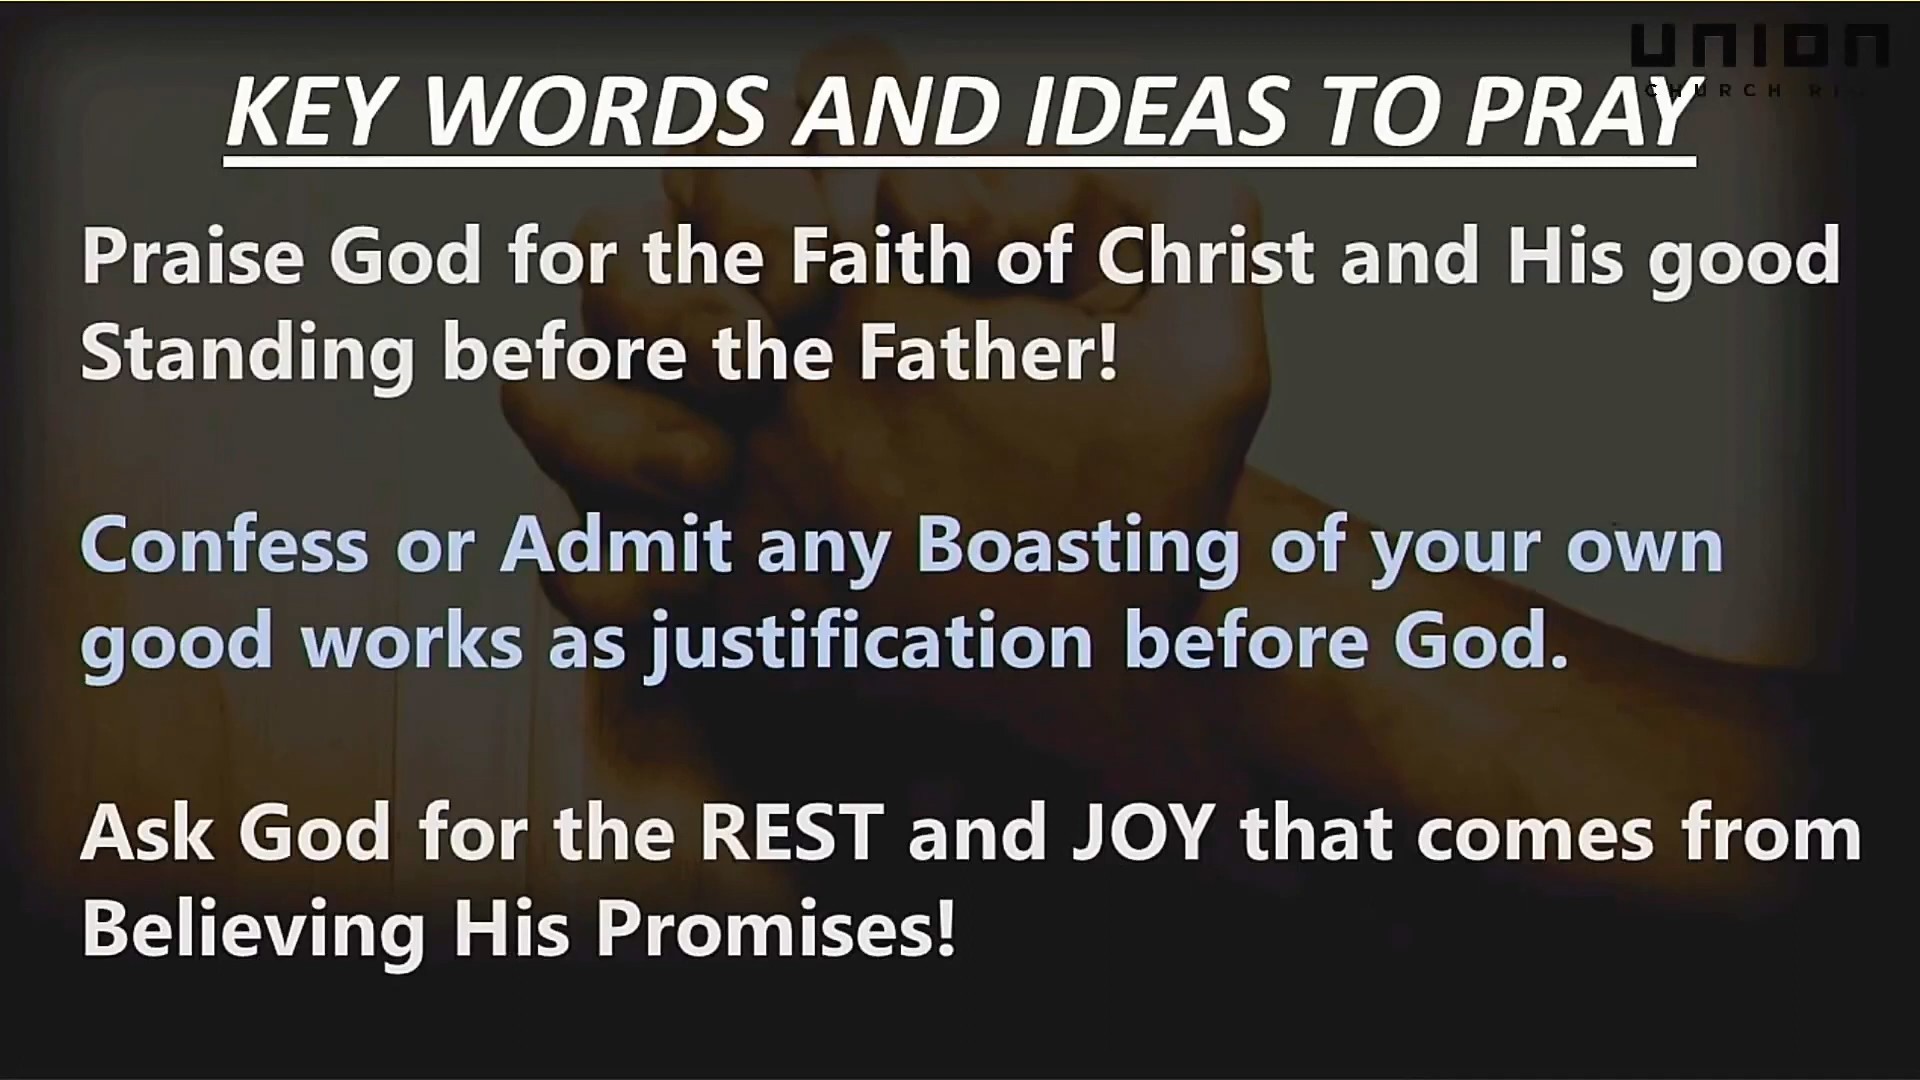 UNION
CHURCH
KEY WORDS AND IDEAS TO PRAY
Praise God for the Faith of Christ and His good
Standing before the Father!
Confess or Admit any Boasting of your own
good works as justification before God.
Ask God for the REST and JOY that comes from
Believing His Promises!